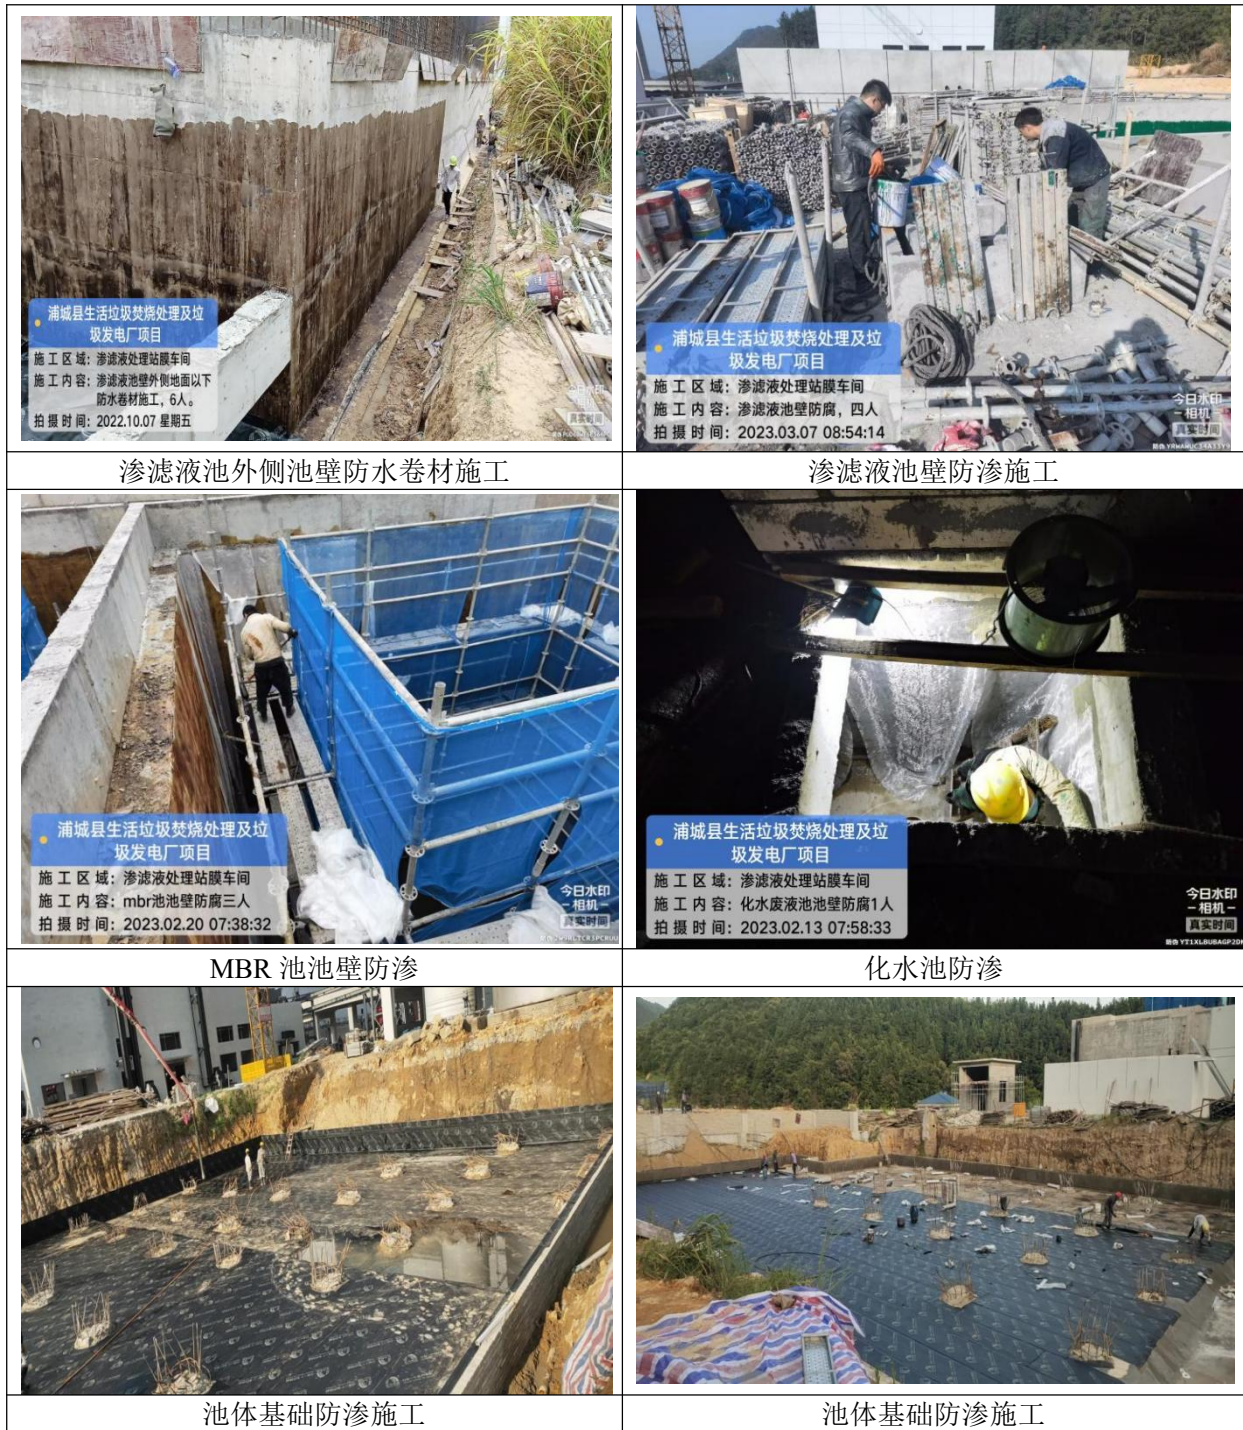 浦城县生活垃圾焚烧处理及垃
圾发电厂项目
施工区域：渗滤液处理站膜车间
施工内容：渗滤液池壁外侧地面以下
防水卷材施工，6人。
拍摄时间：2022.10.07 星期五
今日水印
相机
真实时间
渗滤液池外侧池壁防水卷材施工
浦城县生活垃圾焚烧处理及垃
圾发电厂项目
施工区域：渗滤液处理站膜车间
施工内容：渗滤液池壁防腐，四人
拍摄时间：2023.03.07 08:54:14
今日水印
-相机-
真实时间
渗滤液池壁防渗施工
浦城县生活垃圾焚烧处理及垃
圾发电厂项目
施工区域：渗滤液处理站膜车间
施工内容：mbr池池壁防腐三人
拍摄时间：2023.02.20 07:38:32
今日水印
-相机-
真实时间
MBR 池池壁防渗
浦城县生活垃圾焚烧处理及垃
圾发电厂项目
施工区域：渗滤液处理站膜车间
施工内容：化水废液池池壁防腐1人
拍摄时间：2023.02.13 07:58:33
今日水印
-相机-
真实时间
化水池防渗
池体基础防渗施工
池体基础防渗施工